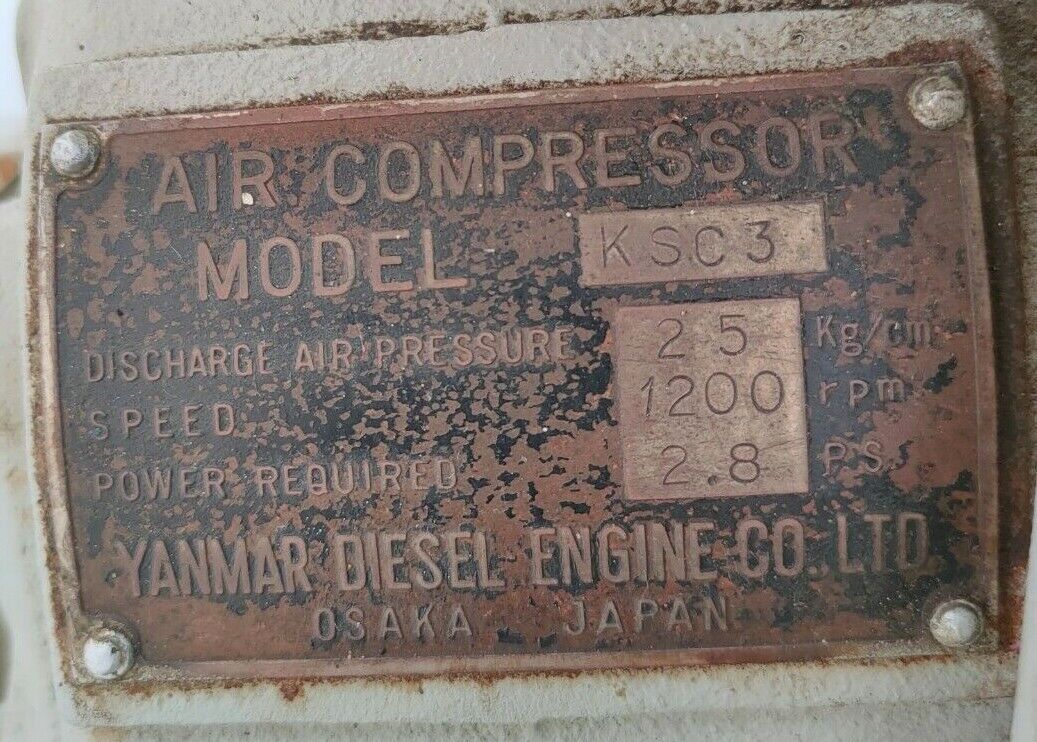 AIR COMPRESSOR
MODEL KSC3
DISCHARGE AIR PRESSURE 25 Kg/cm
SPEED 1200 rpm
POWER REQUIRED 2.8 P.S.
YANMAR DIESEL ENGINE CO. LTD.
OSAKA JAPAN